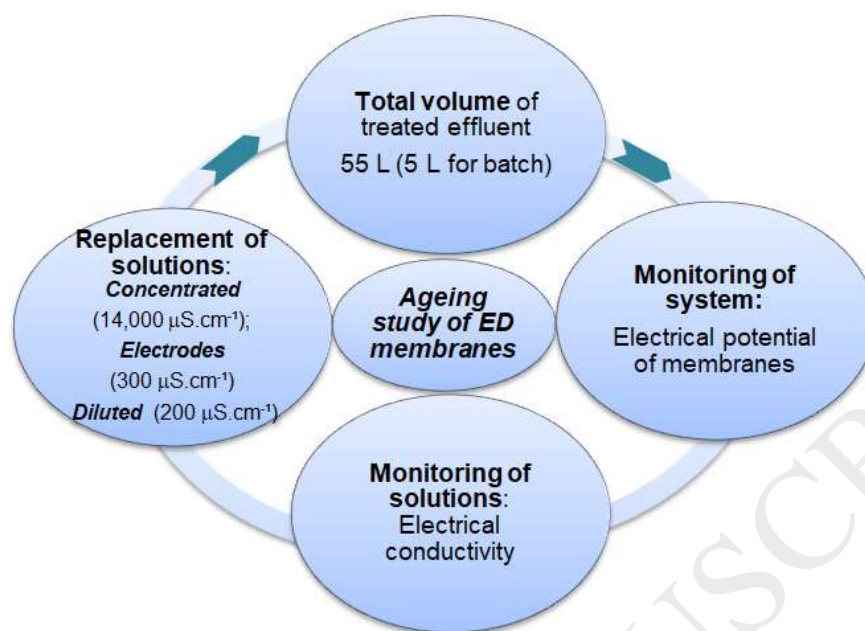 Total volume of
treated effluent
55 L (5 L for batch)
Replacement of
solutions:
Concentrated
(14,000 µS.cm⁻¹);
Electrodes
(300 µS.cm⁻¹)
Diluted (200 µS.cm⁻¹)
Ageing
study of ED
membranes
Monitoring of
system:
Electrical potential
of membranes
Monitoring of
solutions:
Electrical
conductivity
USCR